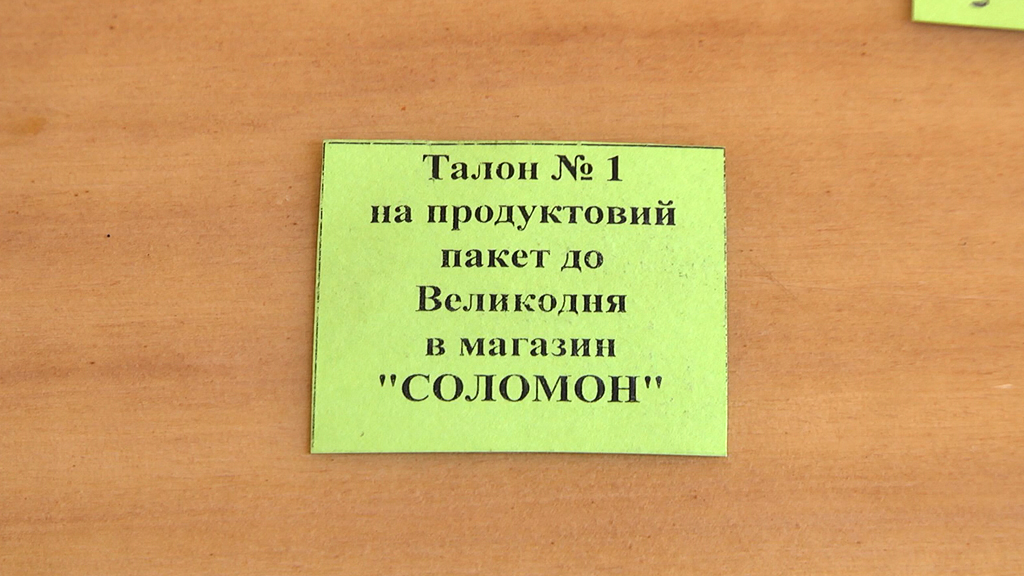 Талон № 1
на продуктовий
пакет до
Великодня
в магазин
"СОЛОМОН"